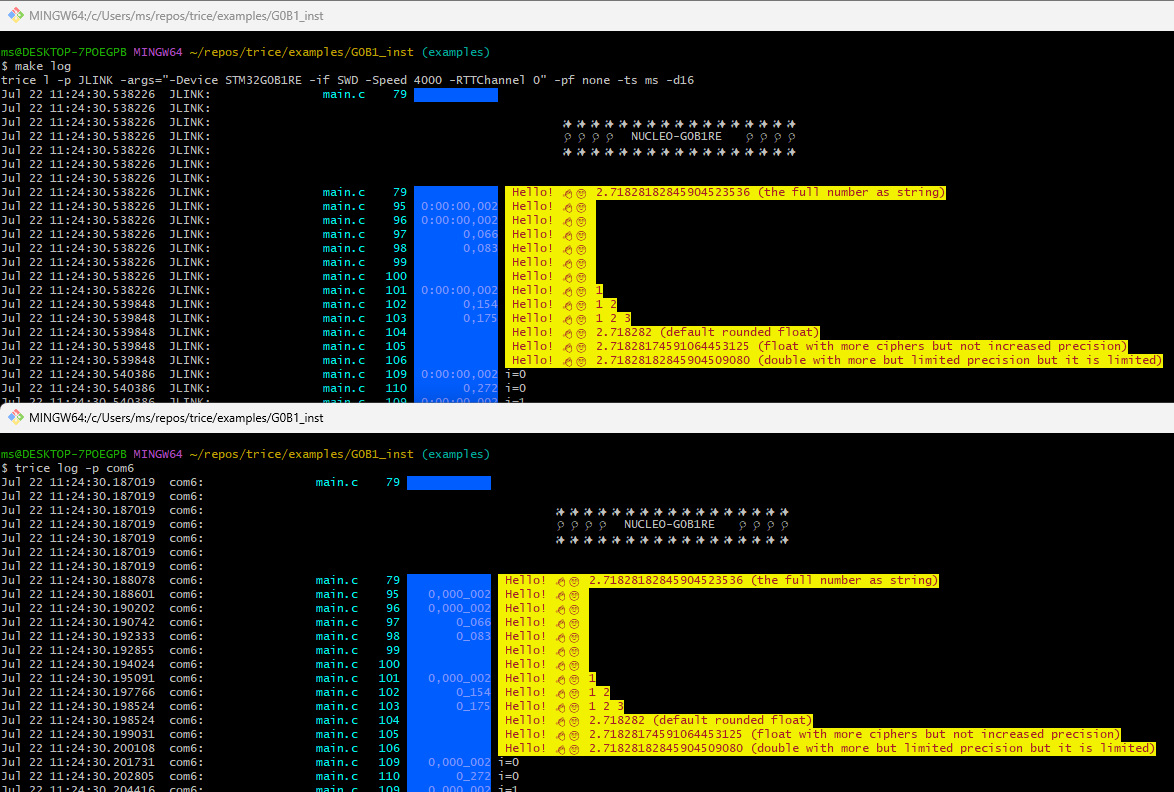 MINGW64:/c/Users/ms/repos/trice/examples/G0B1_inst
ms@DESKTOP-7POEGPB MINGW64 ~/repos/trice/examples/G0B1_inst (examples)
$ make log
trice l -p JLINK -args="-Device STM32G0B1RE -if SWD -Speed 4000 -RTTChannel 0" -pf none -ts ms -d16
Jul 22 11:24:30.538226 JLINK: main.c 79
Jul 22 11:24:30.538226 JLINK:
Jul 22 11:24:30.538226 JLINK: ✨✨✨✨✨✨✨✨✨✨✨✨✨✨✨✨✨
Jul 22 11:24:30.538226 JLINK: 🎈🎈🎈🎈 NUCLEO-G0B1RE 🎈🎈🎈🎈
Jul 22 11:24:30.538226 JLINK: ✨✨✨✨✨✨✨✨✨✨✨✨✨✨✨✨✨
Jul 22 11:24:30.538226 JLINK:
Jul 22 11:24:30.538226 JLINK:
Jul 22 11:24:30.538226 JLINK: main.c 79 Hello! 👋🙂 2.71828182845904523536 (the full number as string)
Jul 22 11:24:30.538226 JLINK: main.c 95 0:00:00,002 Hello! 👋🙂
Jul 22 11:24:30.538226 JLINK: main.c 96 0:00:00,002 Hello! 👋🙂
Jul 22 11:24:30.538226 JLINK: main.c 97 0,066 Hello! 👋🙂
Jul 22 11:24:30.538226 JLINK: main.c 98 0,083 Hello! 👋🙂
Jul 22 11:24:30.538226 JLINK: main.c 99 Hello! 👋🙂
Jul 22 11:24:30.538226 JLINK: main.c 100 Hello! 👋🙂
Jul 22 11:24:30.538226 JLINK: main.c 101 0:00:00,002 Hello! 👋🙂 1
Jul 22 11:24:30.539848 JLINK: main.c 102 0,154 Hello! 👋🙂 1 2
Jul 22 11:24:30.539848 JLINK: main.c 103 0,175 Hello! 👋🙂 1 2 3
Jul 22 11:24:30.539848 JLINK: main.c 104 Hello! 👋🙂 2.718282 (default rounded float)
Jul 22 11:24:30.539848 JLINK: main.c 105 Hello! 👋🙂 2.71828174591064453125 (float with more ciphers but not increased precision)
Jul 22 11:24:30.539848 JLINK: main.c 106 Hello! 👋🙂 2.71828182845904509080 (double with more but limited precision but it is limited)
Jul 22 11:24:30.540386 JLINK: main.c 109 0:00:00,002 i=0
Jul 22 11:24:30.540386 JLINK: main.c 110 0,272 i=0
Jul 22 11:24:30.540386 JLINK: main.c 109 0:00:00,002 i=1
MINGW64:/c/Users/ms/repos/trice/examples/G0B1_inst
ms@DESKTOP-7POEGPB MINGW64 ~/repos/trice/examples/G0B1_inst (examples)
$ trice log -p com6
Jul 22 11:24:30.187019 com6: main.c 79
Jul 22 11:24:30.187019 com6:
Jul 22 11:24:30.187019 com6: ✨✨✨✨✨✨✨✨✨✨✨✨✨✨✨✨✨
Jul 22 11:24:30.187019 com6: 🎈🎈🎈🎈 NUCLEO-G0B1RE 🎈🎈🎈🎈
Jul 22 11:24:30.187019 com6: ✨✨✨✨✨✨✨✨✨✨✨✨✨✨✨✨✨
Jul 22 11:24:30.187019 com6:
Jul 22 11:24:30.187019 com6:
Jul 22 11:24:30.188078 com6: main.c 79 Hello! 👋🙂 2.71828182845904523536 (the full number as string)
Jul 22 11:24:30.188601 com6: main.c 95 0,000_002 Hello! 👋🙂
Jul 22 11:24:30.190202 com6: main.c 96 0,000_002 Hello! 👋🙂
Jul 22 11:24:30.190742 com6: main.c 97 0_066 Hello! 👋🙂
Jul 22 11:24:30.192333 com6: main.c 98 0_083 Hello! 👋🙂
Jul 22 11:24:30.192855 com6: main.c 99 Hello! 👋🙂
Jul 22 11:24:30.194024 com6: main.c 100 Hello! 👋🙂
Jul 22 11:24:30.195091 com6: main.c 101 0,000_002 Hello! 👋🙂 1
Jul 22 11:24:30.197766 com6: main.c 102 0_154 Hello! 👋🙂 1 2
Jul 22 11:24:30.198524 com6: main.c 103 0_175 Hello! 👋🙂 1 2 3
Jul 22 11:24:30.198524 com6: main.c 104 Hello! 👋🙂 2.718282 (default rounded float)
Jul 22 11:24:30.199031 com6: main.c 105 Hello! 👋🙂 2.71828174591064453125 (float with more ciphers but not increased precision)
Jul 22 11:24:30.200108 com6: main.c 106 Hello! 👋🙂 2.71828182845904509080 (double with more but limited precision but it is limited)
Jul 22 11:24:30.201731 com6: main.c 109 0,000_002 i=0
Jul 22 11:24:30.202805 com6: main.c 110 0_272 i=0
Jul 22 11:24:30.204416 com6: main.c 109 0,000_002 i=1